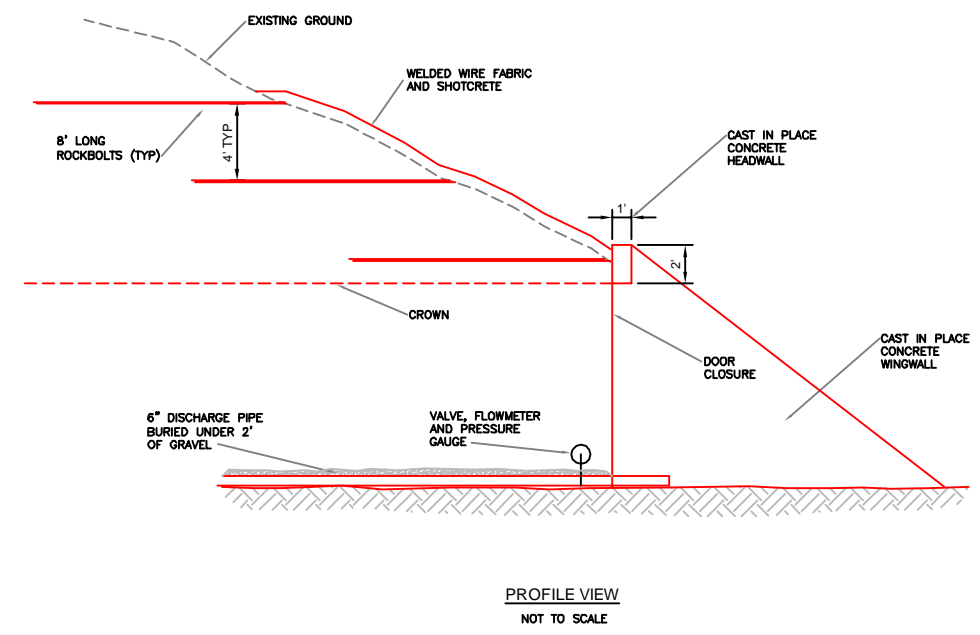 EXISTING GROUND
WELDED WIRE FABRIC
AND SHOTCRETE
8' LONG
ROCKBOLTS (TYP)
4' TYP
CAST IN PLACE
CONCRETE
HEADWALL
1'
2'
CROWN
DOOR
CLOSURE
CAST IN PLACE
CONCRETE
WINGWALL
6" DISCHARGE PIPE
BURIED UNDER 2'
OF GRAVEL
VALVE, FLOWMETER
AND PRESSURE
GAUGE
PROFILE VIEW
NOT TO SCALE